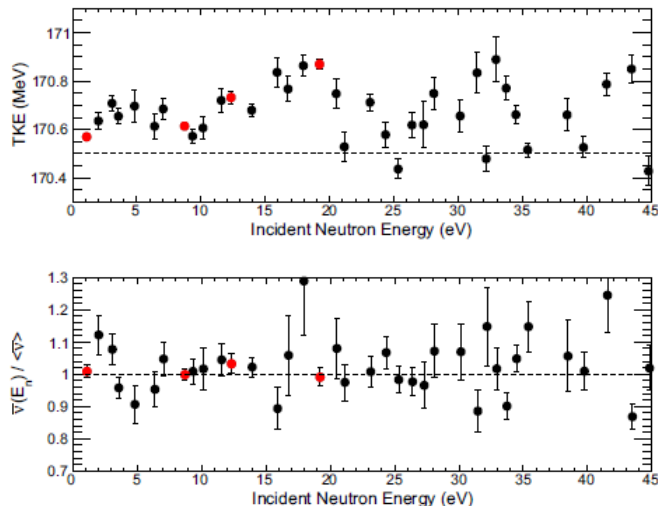 TKE (MeV)
171
170.8
170.6
170.4
0 5 10 15 20 25 30 35 40 45
Incident Neutron Energy (eV)
ν̅(Eₙ) / <ν̅>
1.3
1.2
1.1
1
0.9
0.8
0.7
0 5 10 15 20 25 30 35 40 45
Incident Neutron Energy (eV)